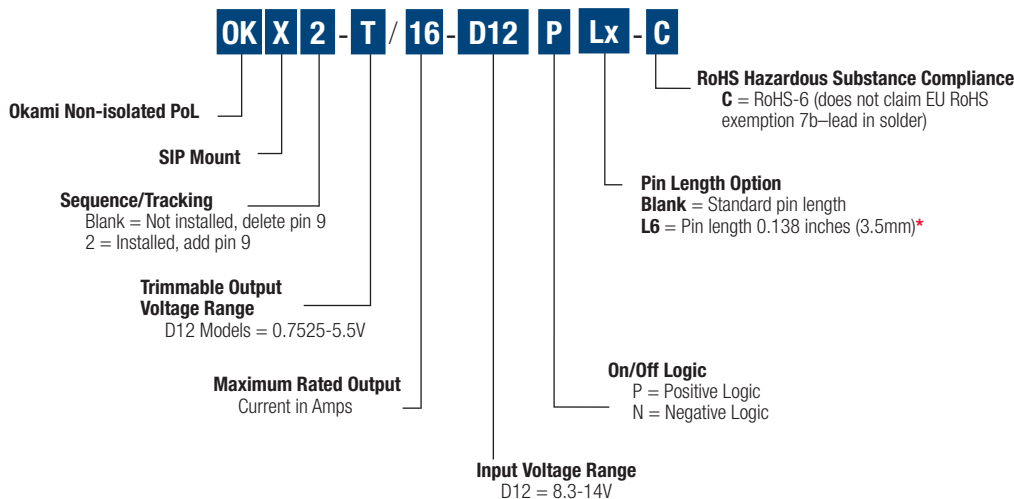 OK X 2 - T / 16 - D12 P Lx - C
RoHS Hazardous Substance Compliance
C = RoHS-6 (does not claim EU RoHS
exemption 7b–lead in solder)
Okami Non-isolated PoL
SIP Mount
Pin Length Option
Blank = Standard pin length
L6 = Pin length 0.138 inches (3.5mm)*
Sequence/Tracking
Blank = Not installed, delete pin 9
2 = Installed, add pin 9
Trimmable Output
Voltage Range
D12 Models = 0.7525-5.5V
Maximum Rated Output
Current in Amps
On/Off Logic
P = Positive Logic
N = Negative Logic
Input Voltage Range
D12 = 8.3-14V